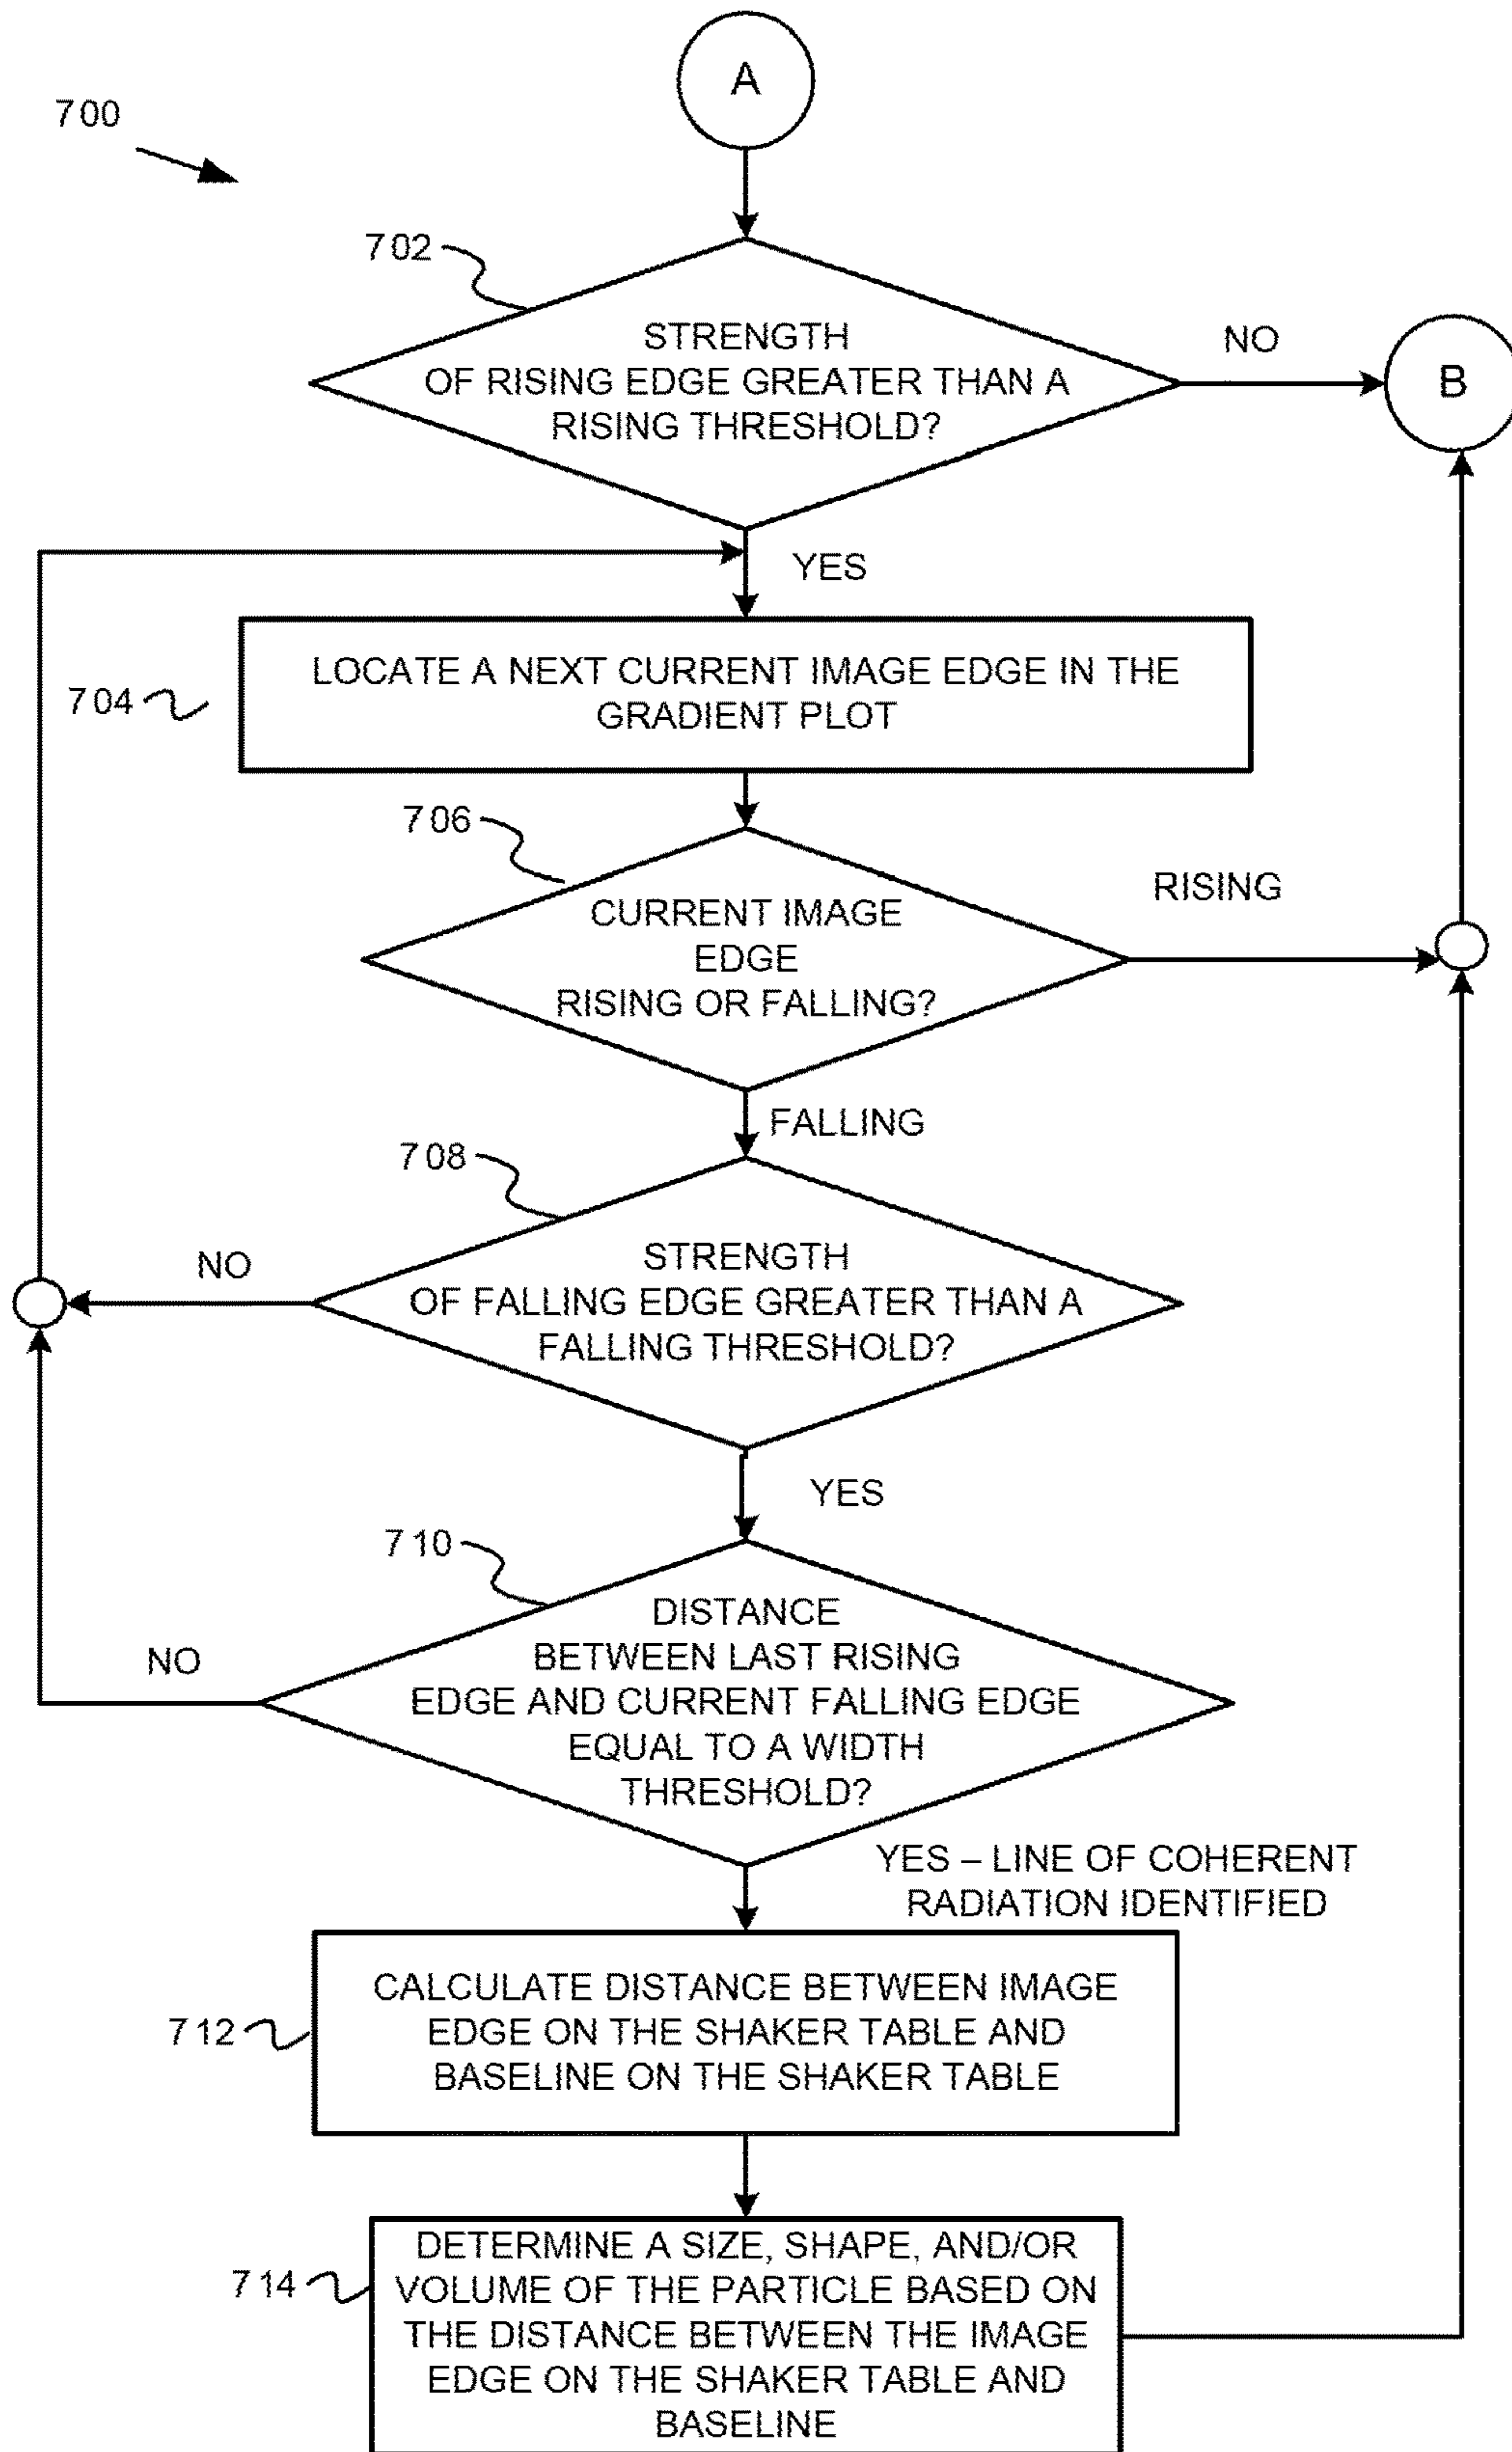 A
700
702
STRENGTH
OF RISING EDGE GREATER THAN A
RISING THRESHOLD?
NO
B
YES
704
LOCATE A NEXT CURRENT IMAGE EDGE IN THE
GRADIENT PLOT
706
CURRENT IMAGE
EDGE
RISING OR FALLING?
RISING
FALLING
708
STRENGTH
OF FALLING EDGE GREATER THAN A
FALLING THRESHOLD?
NO
YES
710
DISTANCE
BETWEEN LAST RISING
EDGE AND CURRENT FALLING EDGE
EQUAL TO A WIDTH
THRESHOLD?
NO
YES – LINE OF COHERENT
RADIATION IDENTIFIED
712
CALCULATE DISTANCE BETWEEN IMAGE
EDGE ON THE SHAKER TABLE AND
BASELINE ON THE SHAKER TABLE
714
DETERMINE A SIZE, SHAPE, AND/OR
VOLUME OF THE PARTICLE BASED ON
THE DISTANCE BETWEEN THE IMAGE
EDGE ON THE SHAKER TABLE AND
BASELINE